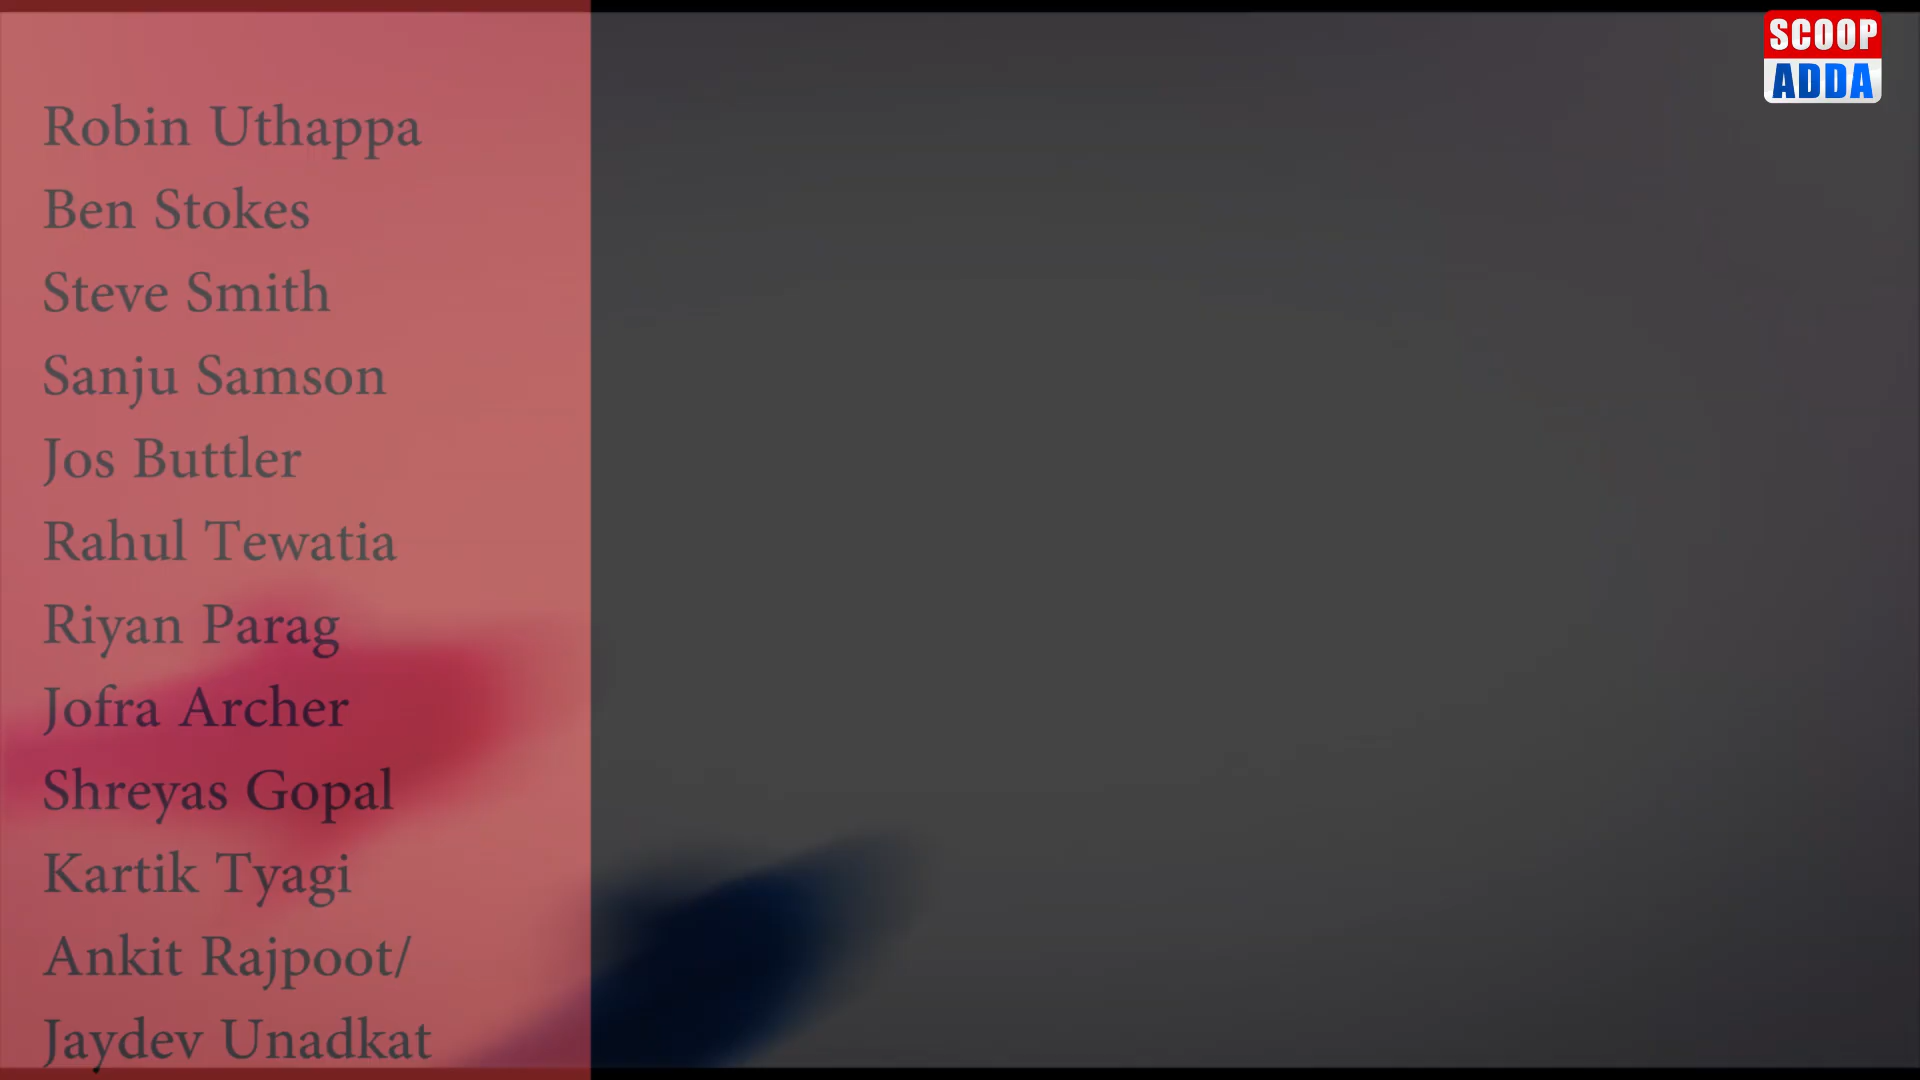 SCOOP
ADDA
Robin Uthappa
Ben Stokes
Steve Smith
Sanju Samson
Jos Buttler
Rahul Tewatia
Riyan Parag
Jofra Archer
Shreyas Gopal
Kartik Tyagi
Ankit Rajpoot/
Jaydev Unadkat